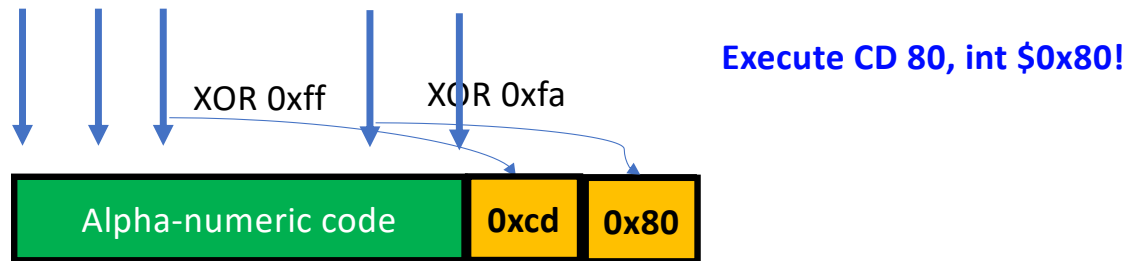 Execute CD 80, int $0x80!
XOR 0xff
XOR 0xfa
Alpha-numeric code
0xcd
0x80